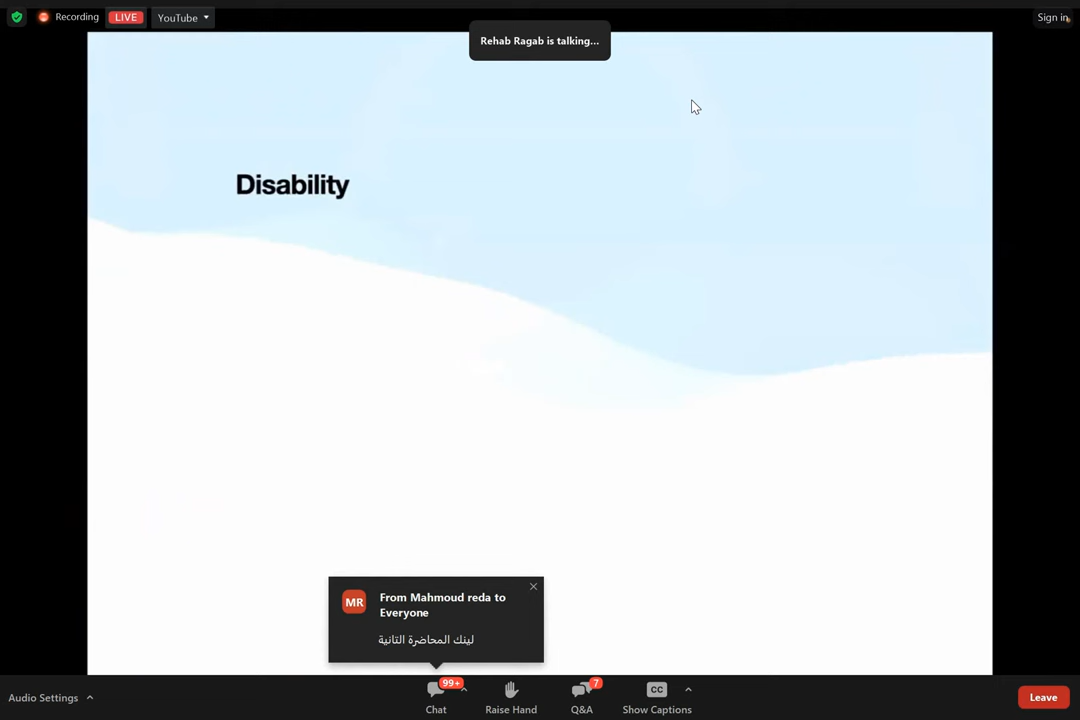 Recording
LIVE
YouTube
Sign in
Rehab Ragab is talking...
Disability
MR
From Mahmoud reda to
Everyone
لينك المحاضرة التانية
Audio Settings
99+
Chat
Raise Hand
7
Q&A
CC
Show Captions
Leave